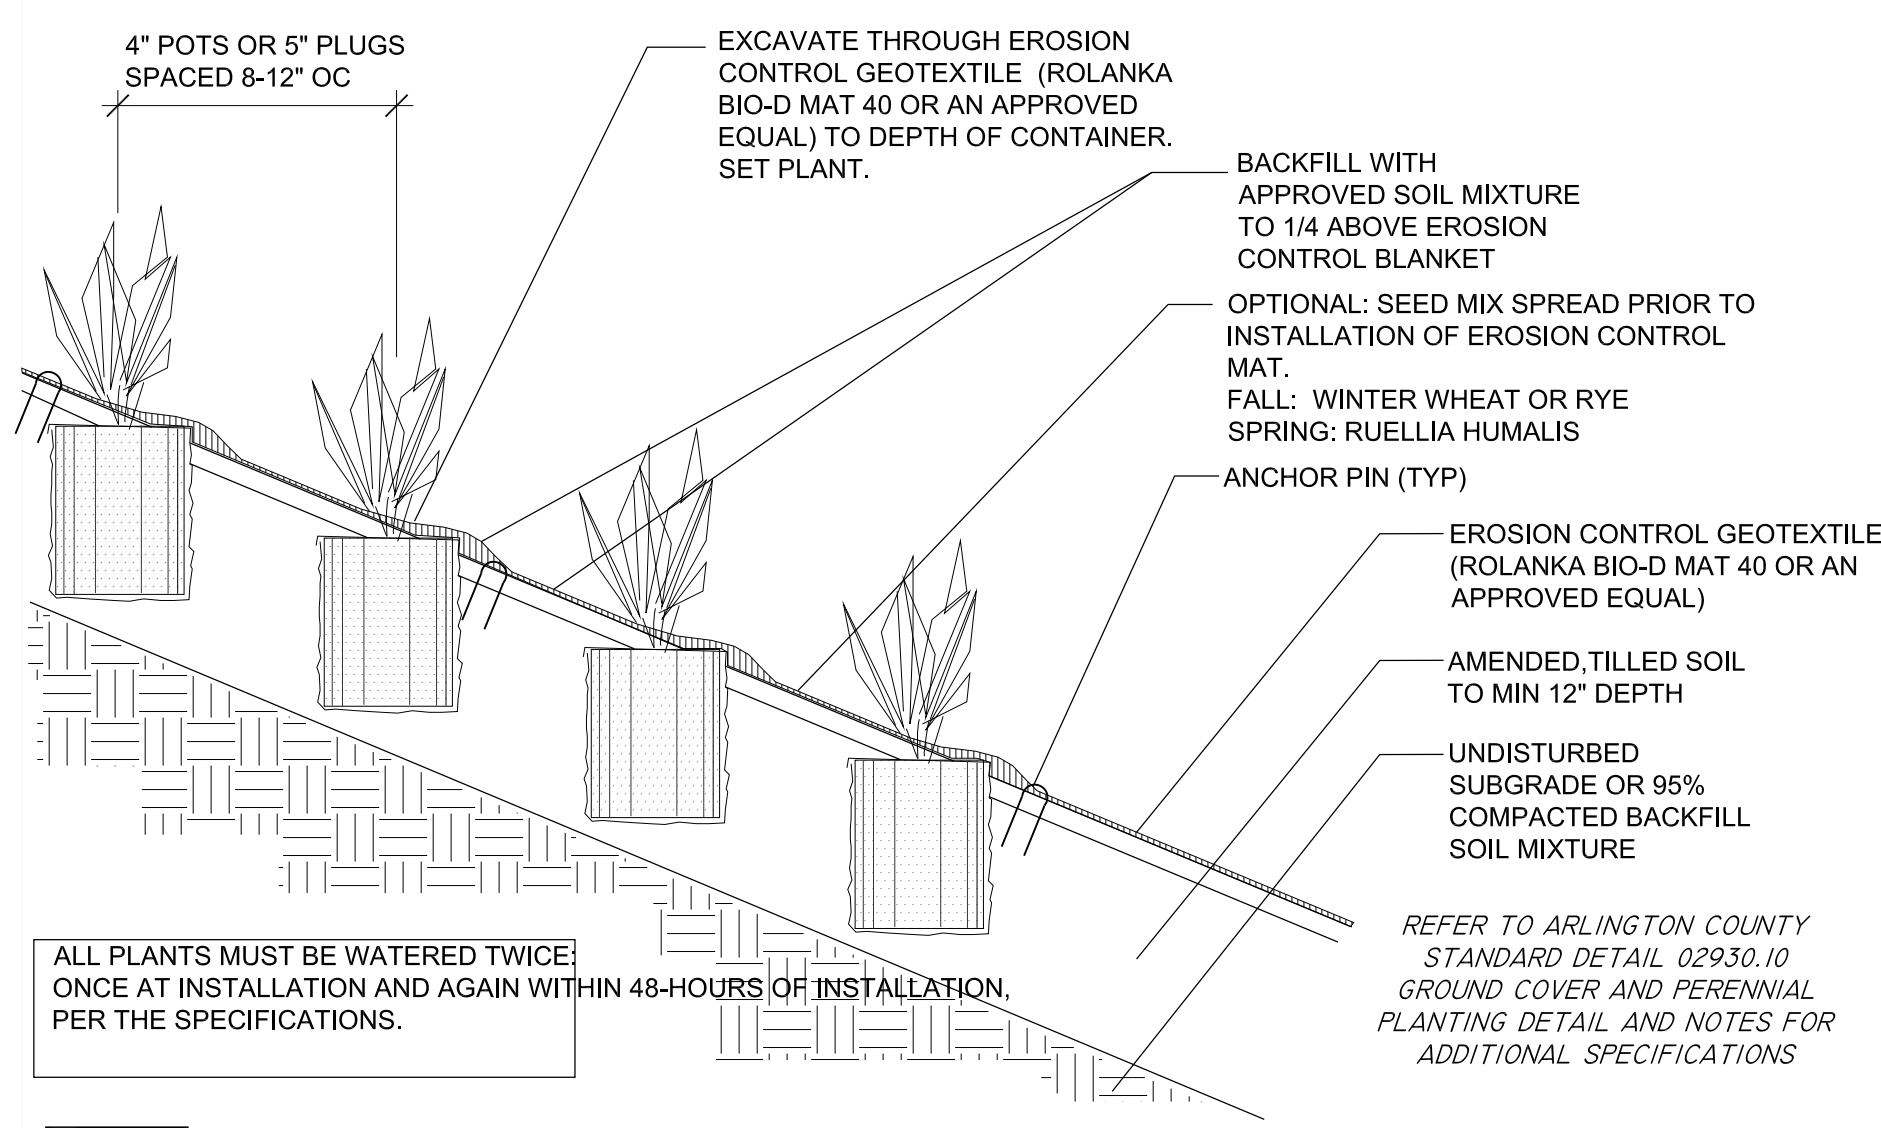 4" POTS OR 5" PLUGS
SPACED 8-12" OC
EXCAVATE THROUGH EROSION
CONTROL GEOTEXTILE (ROLANKA
BIO-D MAT 40 OR AN APPROVED
EQUAL) TO DEPTH OF CONTAINER.
SET PLANT.
BACKFILL WITH
APPROVED SOIL MIXTURE
TO 1/4 ABOVE EROSION
CONTROL BLANKET
OPTIONAL: SEED MIX SPREAD PRIOR TO
INSTALLATION OF EROSION CONTROL
MAT.
FALL: WINTER WHEAT OR RYE
SPRING: RUELLIA HUMALIS
ANCHOR PIN (TYP)
EROSION CONTROL GEOTEXTILE
(ROLANKA BIO-D MAT 40 OR AN
APPROVED EQUAL)
AMENDED,TILLED SOIL
TO MIN 12" DEPTH
UNDISTURBED
SUBGRADE OR 95%
COMPACTED BACKFILL
SOIL MIXTURE
REFER TO ARLINGTON COUNTY
STANDARD DETAIL 02930.10
GROUND COVER AND PERENNIAL
PLANTING DETAIL AND NOTES FOR
ADDITIONAL SPECIFICATIONS
ALL PLANTS MUST BE WATERED TWICE:
ONCE AT INSTALLATION AND AGAIN WITHIN 48-HOURS OF INSTALLATION,
PER THE SPECIFICATIONS.